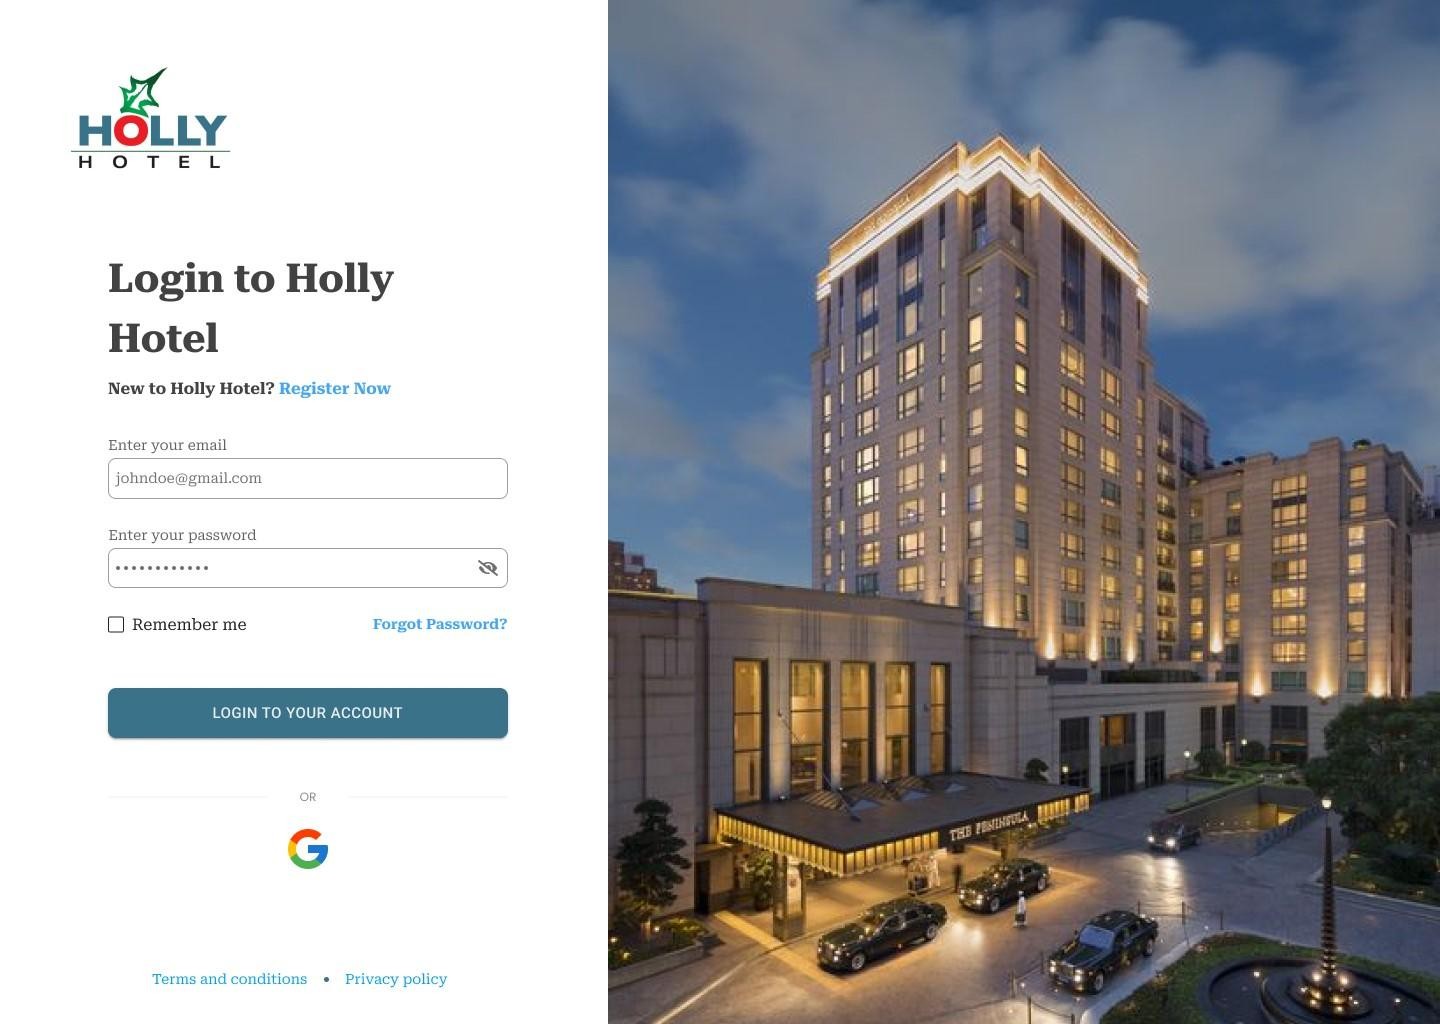 HOLLY
HOTEL
Login to Holly
Hotel
New to Holly Hotel? Register Now
Enter your email
johndoe@gmail.com
Enter your password
••••••••••••
Remember me
Forgot Password?
LOGIN TO YOUR ACCOUNT
OR
Terms and conditions • Privacy policy
THE PENINSULA